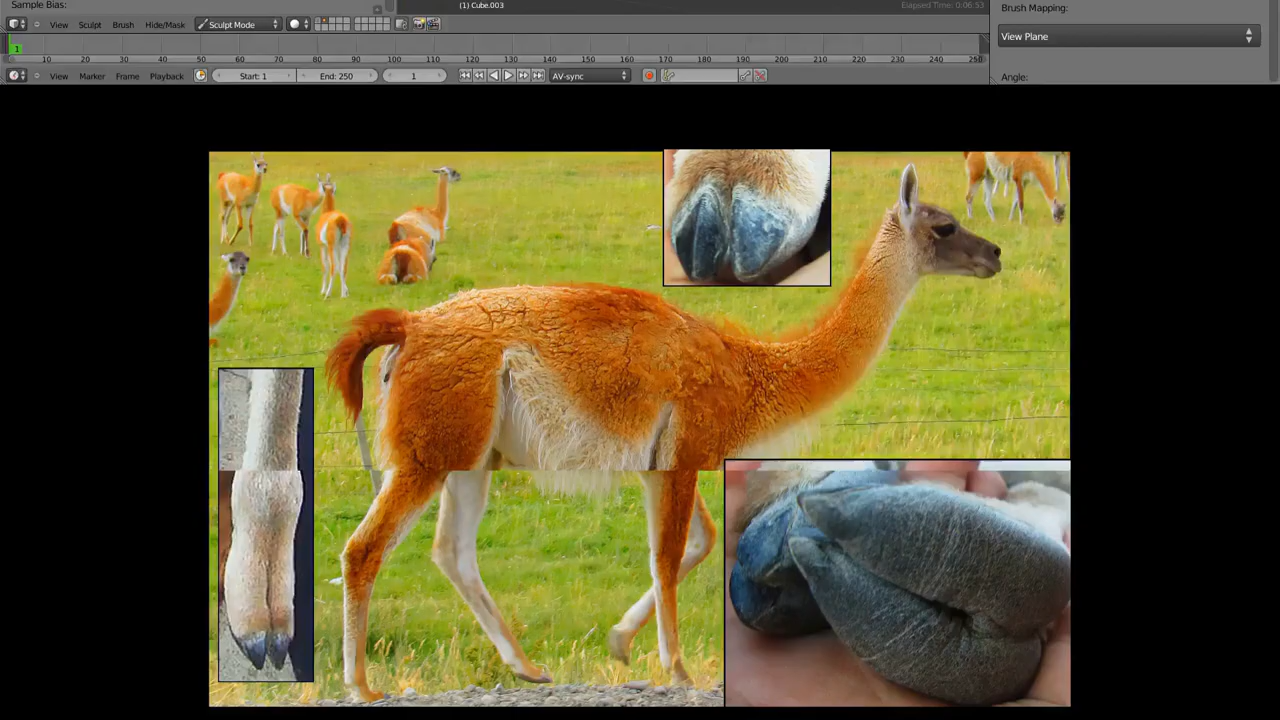 Sample Bias:
(1) Cube.003
Elapsed Time: 0:06:53
Brush Mapping:
View Sculpt Brush Hide/Mask Sculpt Mode
View Plane
1
10 20 30 40 50 60 70 80 90 100 110 120 130 140 150 160 170 180 190 200 210 220 230 240 250
View Marker Frame Playback Start: 1 End: 250 1 AV-sync
Angle: